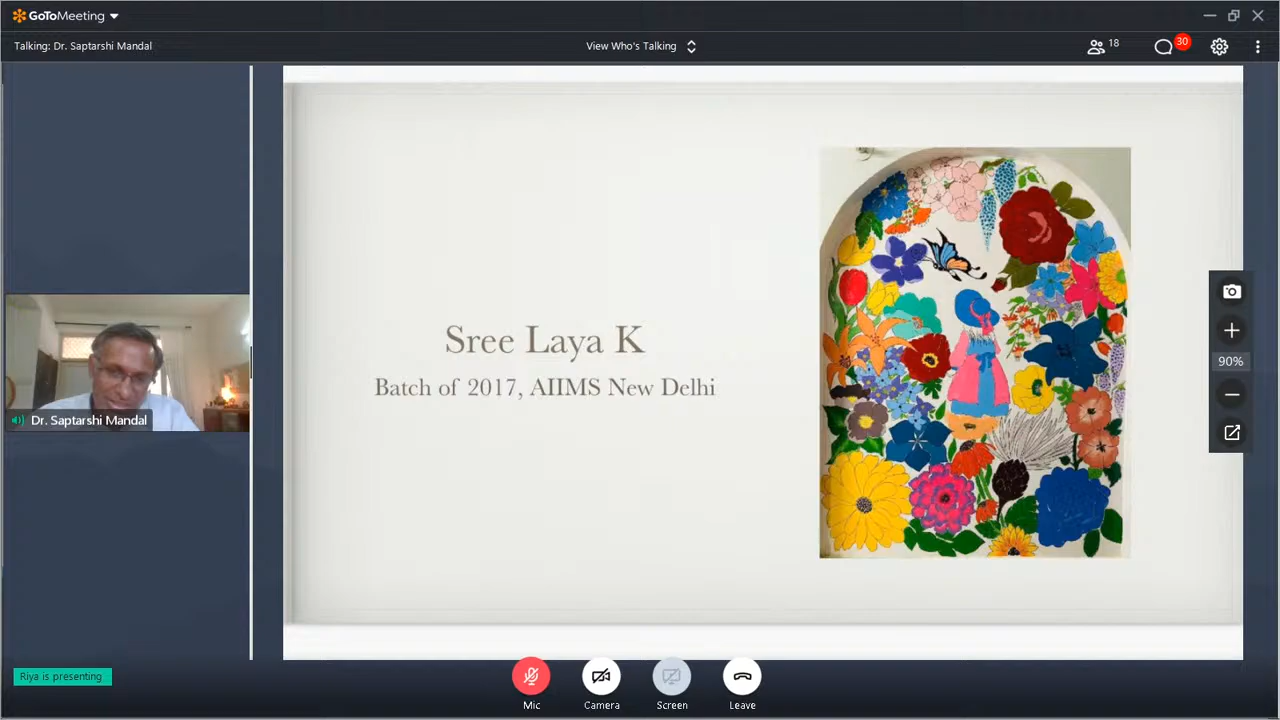 GoToMeeting
Talking: Dr. Saptarshi Mandal
View Who's Talking
18
30
Sree Laya K
Batch of 2017, AIIMS New Delhi
90%
Dr. Saptarshi Mandal
Riya is presenting
Mic
Camera
Screen
Leave